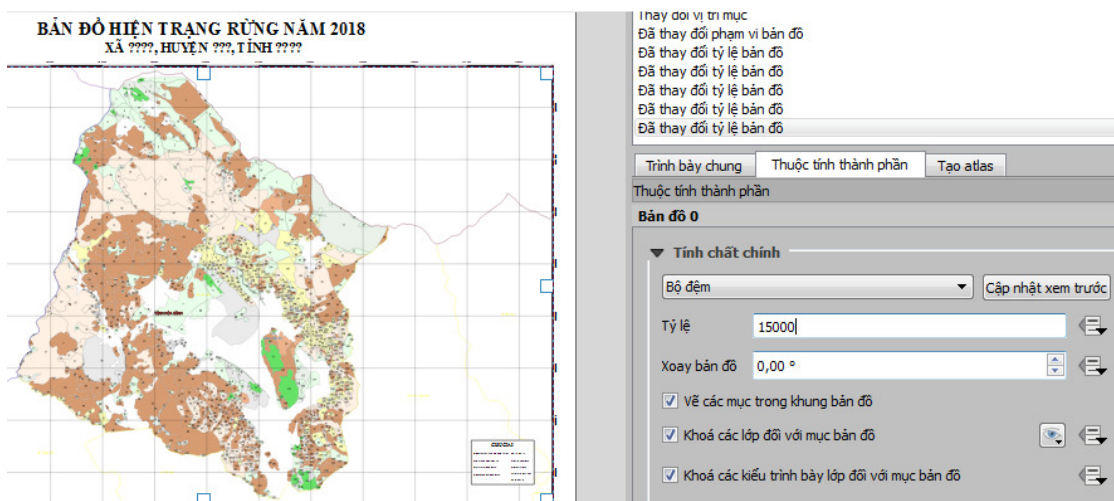 BẢN ĐỒ HIỆN TRẠNG RỪNG NĂM 2018
XÃ ????, HUYỆN ???, TỈNH ????
Thay đổi vị trí mục
Đã thay đổi phạm vi bản đồ
Đã thay đổi tỷ lệ bản đồ
Đã thay đổi tỷ lệ bản đồ
Đã thay đổi tỷ lệ bản đồ
Đã thay đổi tỷ lệ bản đồ
Đã thay đổi tỷ lệ bản đồ
Trình bày chung Thuộc tính thành phần Tạo atlas
Thuộc tính thành phần
Bản đồ 0
Tính chất chính
Bộ đệm Cập nhật xem trước
Tỷ lệ 15000
Xoay bản đồ 0,00 °
Vẽ các mục trong khung bản đồ
Khoá các lớp đối với mục bản đồ
Khoá các kiểu trình bày lớp đối với mục bản đồ